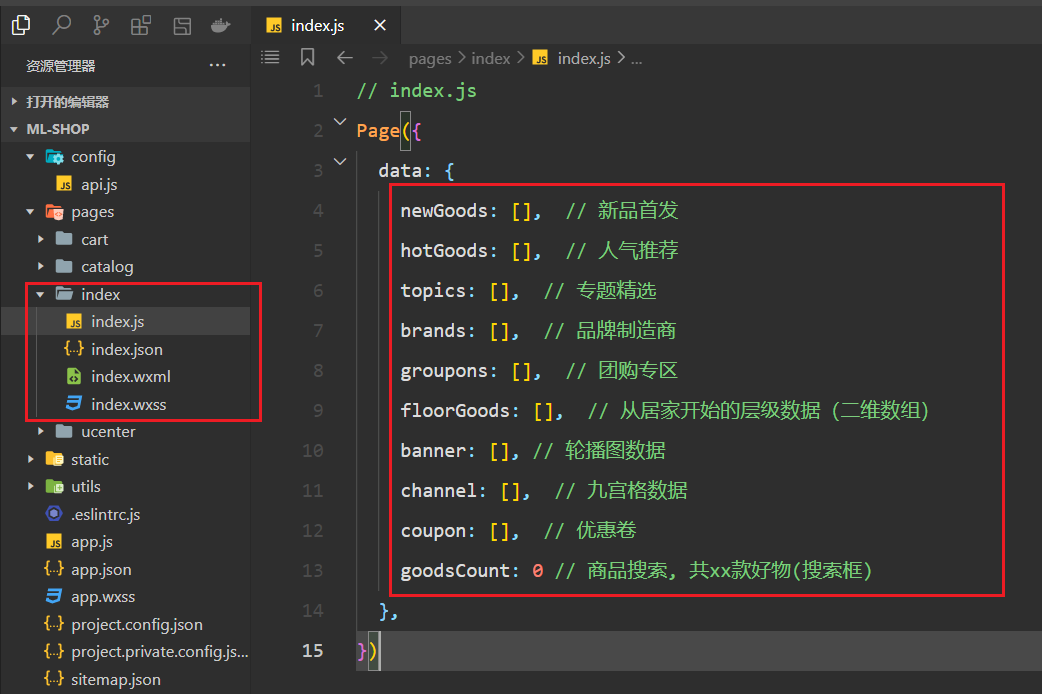 JS index.js ×
资源管理器 ...
打开的编辑器
ML-SHOP
config
JS api.js
pages
cart
catalog
index
JS index.js
{..} index.json
index.wxml
index.wxss
ucenter
static
utils
.eslintrc.js
JS app.js
{..} app.json
app.wxss
{..} project.config.json
{..} project.private.config.js...
{..} sitemap.json
pages > index > JS index.js > ...
1 // index.js
2 Page({
3 data: {
4 newGoods: [], // 新品首发
5 hotGoods: [], // 人气推荐
6 topics: [], // 专题精选
7 brands: [], // 品牌制造商
8 groupons: [], // 团购专区
9 floorGoods: [], // 从居家开始的层级数据（二维数组）
10 banner: [], // 轮播图数据
11 channel: [], // 九宫格数据
12 coupon: [], // 优惠卷
13 goodsCount: 0 // 商品搜索, 共xx款好物(搜索框)
14 },
15 })